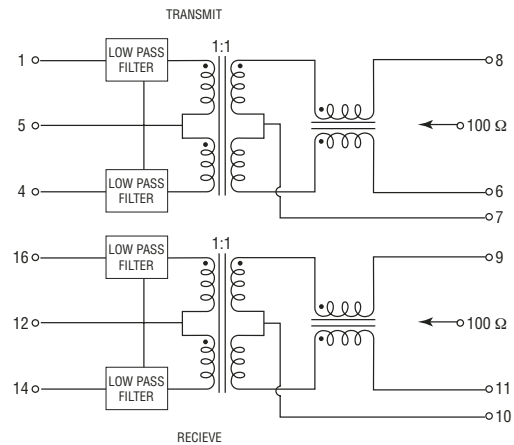 TRANSMIT
1
LOW PASS
FILTER
1:1
8
5
100 Ω
4
LOW PASS
FILTER
6
7
16
LOW PASS
FILTER
1:1
9
12
100 Ω
14
LOW PASS
FILTER
11
10
RECIEVE